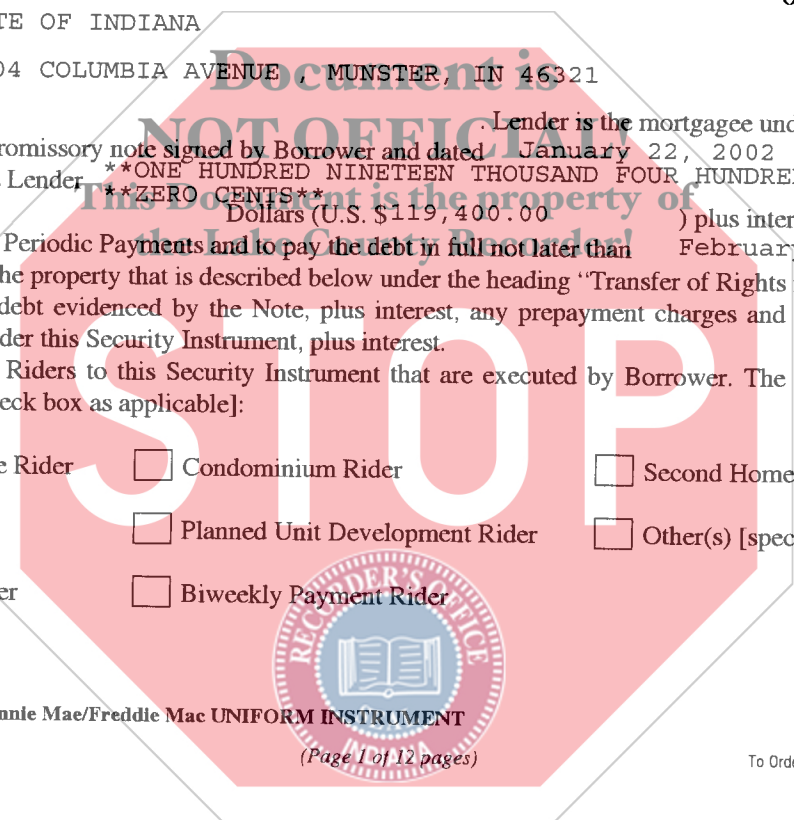 TE OF INDIANA
04 COLUMBIA AVENUE , MUNSTER, IN 46321
Document is
. Lender is the mortgagee und
NOT OFFICIAL!
romissory note signed by Borrower and dated January 22, 2002
Lender **ONE HUNDRED NINETEEN THOUSAND FOUR HUNDRE
**ZERO CENTS**
This Document is the property of
Dollars (U.S. $119,400.00 ) plus inter
the Lake County Recorder!
Periodic Payments and to pay the debt in full not later than February
he property that is described below under the heading “Transfer of Rights
debt evidenced by the Note, plus interest, any prepayment charges and
der this Security Instrument, plus interest.
Riders to this Security Instrument that are executed by Borrower. The
eck box as applicable]:
STOP
e Rider Condominium Rider Second Home
Planned Unit Development Rider Other(s) [spec
er Biweekly Payment Rider
RECORDER'S OFFICE
SEAL
INDIANA
nnie Mae/Freddie Mac UNIFORM INSTRUMENT
(Page 1 of 12 pages)
To Orde